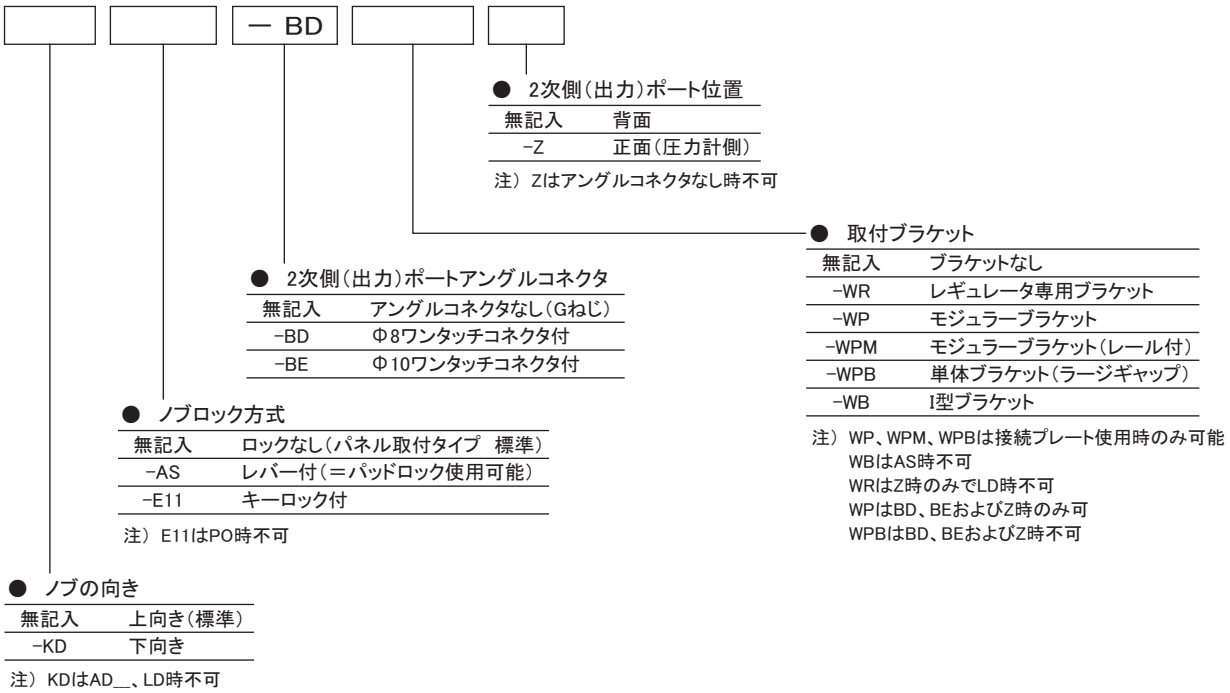 － BD
● 2次側(出力)ポート位置
無記入 背面
-Z 正面(圧力計側)
注) Zはアングルコネクタなし時不可
● 取付ブラケット
無記入 ブラケットなし
-WR レギュレータ専用ブラケット
-WP モジュラーブラケット
-WPM モジュラーブラケット(レール付)
-WPB 単体ブラケット(ラージギャップ)
-WB I型ブラケット
注) WP、WPM、WPBは接続プレート使用時のみ可能
WBはAS時不可
WRはZ時のみでLD時不可
WPはBD、BEおよびZ時のみ可
WPBはBD、BEおよびZ時不可
● 2次側(出力)ポートアングルコネクタ
無記入 アングルコネクタなし(Gねじ)
-BD Φ8ワンタッチコネクタ付
-BE Φ10ワンタッチコネクタ付
● ノブロック方式
無記入 ロックなし(パネル取付タイプ 標準)
-AS レバー付(=パッドロック使用可能)
-E11 キーロック付
注) E11はPO時不可
● ノブの向き
無記入 上向き(標準)
-KD 下向き
注) KDはAD＿、LD時不可